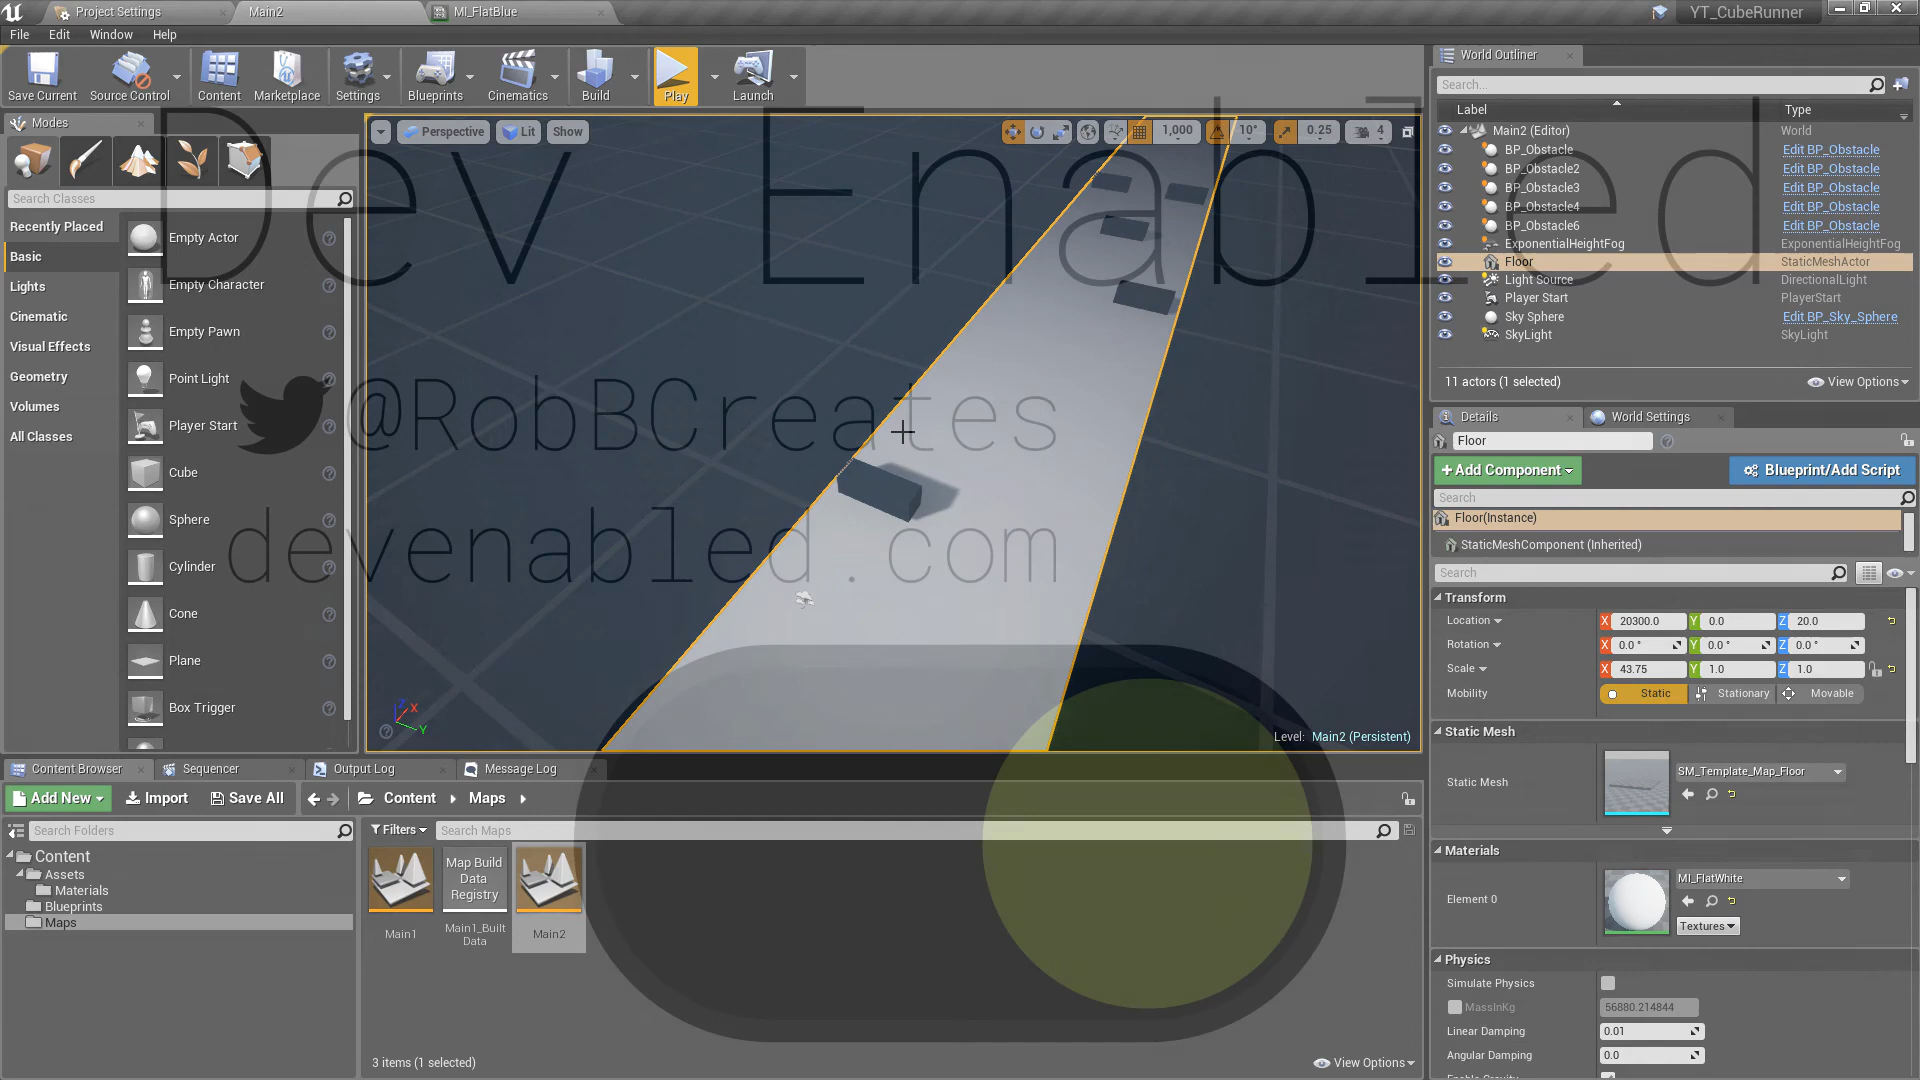 Project Settings
Main2
MI_FlatBlue
YT_CubeRunner
File
Edit
Window
Help
Save Current
Source Control
Content
Marketplace
Settings
Blueprints
Cinematics
Build
Play
Launch
Modes
Search Classes
Recently Placed
Basic
Lights
Cinematic
Visual Effects
Geometry
Volumes
All Classes
Empty Actor
Empty Character
Empty Pawn
Point Light
Player Start
Cube
Sphere
Cylinder
Cone
Plane
Box Trigger
Perspective
Lit
Show
1,000
10°
0.25
4
Dev Enabled
@RobBCreates
devenabled.com
X
Y
Z
Level: Main2 (Persistent)
World Outliner
Search...
Label
Type
Main2 (Editor)
World
BP_Obstacle
Edit BP_Obstacle
BP_Obstacle2
Edit BP_Obstacle
BP_Obstacle3
Edit BP_Obstacle
BP_Obstacle4
Edit BP_Obstacle
BP_Obstacle6
Edit BP_Obstacle
ExponentialHeightFog
ExponentialHeightFog
Floor
StaticMeshActor
Light Source
DirectionalLight
Player Start
PlayerStart
Sky Sphere
Edit BP_Sky_Sphere
SkyLight
SkyLight
11 actors (1 selected)
View Options
Details
World Settings
Floor
+Add Component
Blueprint/Add Script
Search
Floor(Instance)
StaticMeshComponent (Inherited)
Search
Transform
Location
X 20300.0 Y 0.0 Z 20.0
Rotation
X 0.0 ° Y 0.0 ° Z 0.0 °
Scale
X 43.75 Y 1.0 Z 1.0
Mobility
Static
Stationary
Movable
Static Mesh
Static Mesh
SM_Template_Map_Floor
Materials
Element 0
MI_FlatWhite
Textures
Physics
Simulate Physics
MassInKg
56880.214844
Linear Damping
0.01
Angular Damping
0.0
Content Browser
Sequencer
Output Log
Message Log
Add New
Import
Save All
Content
Maps
Search Folders
Content
Assets
Materials
Blueprints
Maps
Filters
Search Maps
Map Build
Data
Registry
Main1
Main1_Built
Data
Main2
3 items (1 selected)
View Options